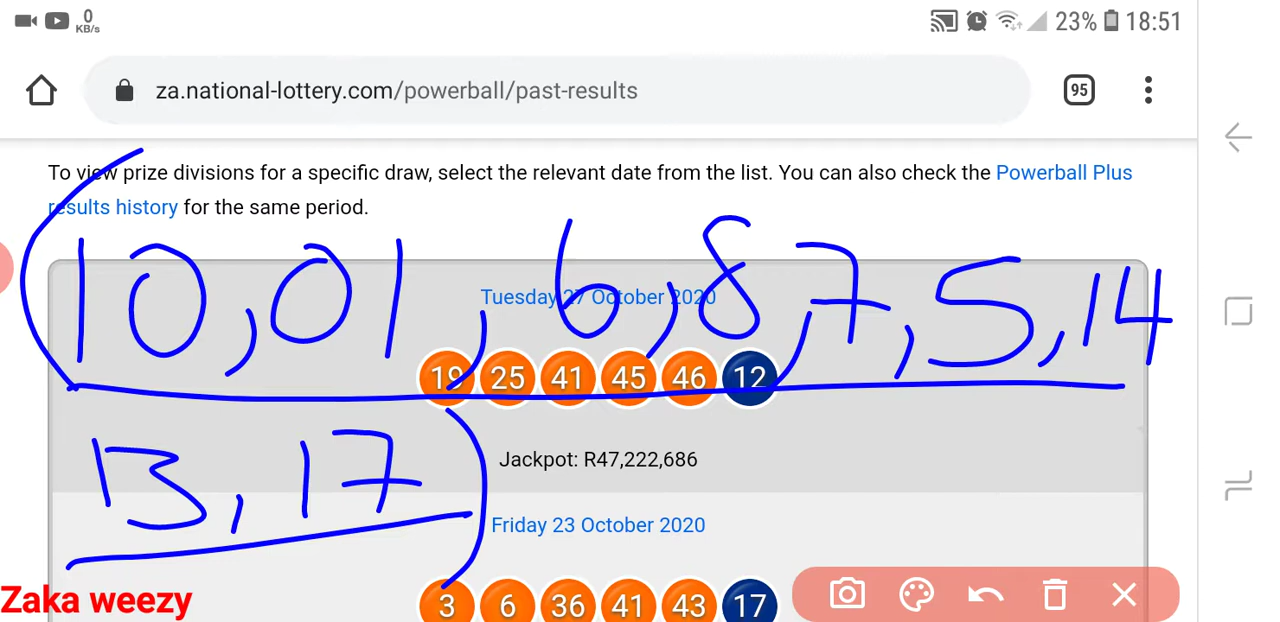 0 KB/s 23% 18:51
za.national-lottery.com/powerball/past-results 95
To view prize divisions for a specific draw, select the relevant date from the list. You can also check the Powerball Plus
results history for the same period.
10,01,6,8,7,5,14
Tuesday 27 October 2020
19 25 41 45 46 12
13,17
Jackpot: R47,222,686
Friday 23 October 2020
Zaka weezy
3 6 36 41 43 17